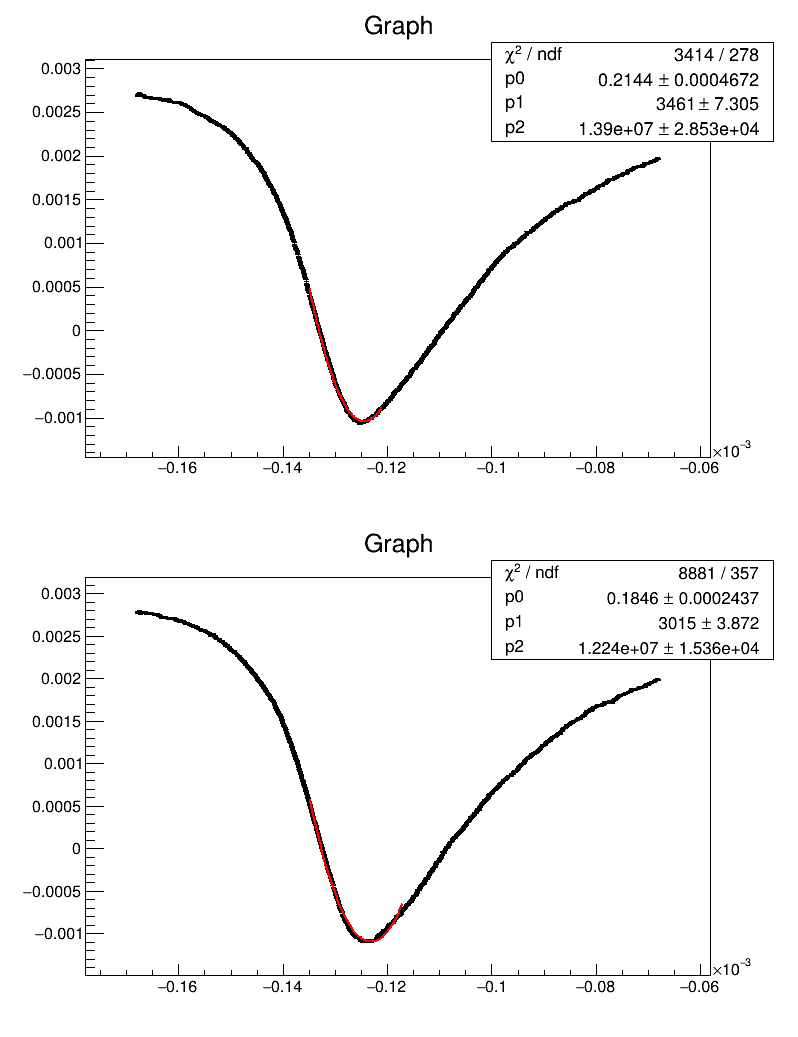 Graph
χ² / ndf 3414 / 278
p0 0.2144 ± 0.0004672
p1 3461 ± 7.305
p2 1.39e+07 ± 2.853e+04
0.003
0.0025
0.002
0.0015
0.001
0.0005
0
−0.0005
−0.001
−0.16 −0.14 −0.12 −0.1 −0.08 −0.06
×10⁻³
Graph
χ² / ndf 8881 / 357
p0 0.1846 ± 0.0002437
p1 3015 ± 3.872
p2 1.224e+07 ± 1.536e+04
0.003
0.0025
0.002
0.0015
0.001
0.0005
0
−0.0005
−0.001
−0.16 −0.14 −0.12 −0.1 −0.08 −0.06
×10⁻³